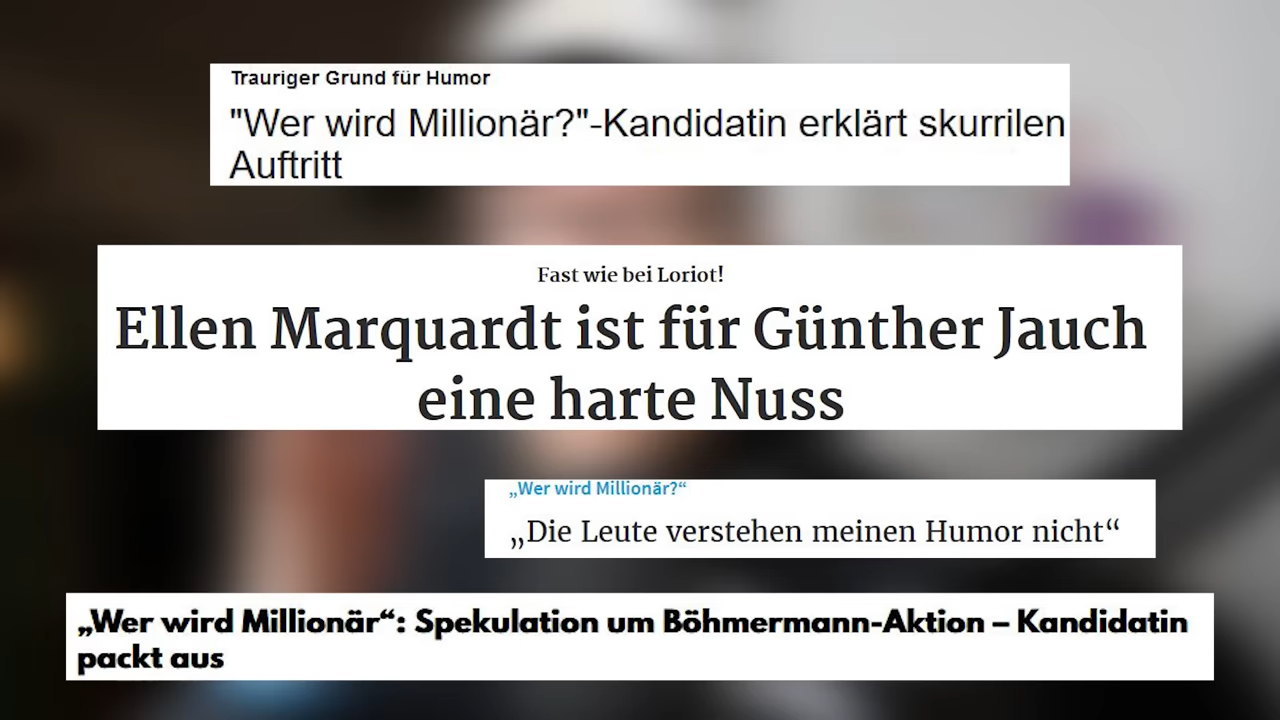 Trauriger Grund für Humor
"Wer wird Millionär?"-Kandidatin erklärt skurrilen
Auftritt
Fast wie bei Loriot!
Ellen Marquardt ist für Günther Jauch
eine harte Nuss
„Wer wird Millionär?“
„Die Leute verstehen meinen Humor nicht“
„Wer wird Millionär“: Spekulation um Böhmermann-Aktion – Kandidatin
packt aus